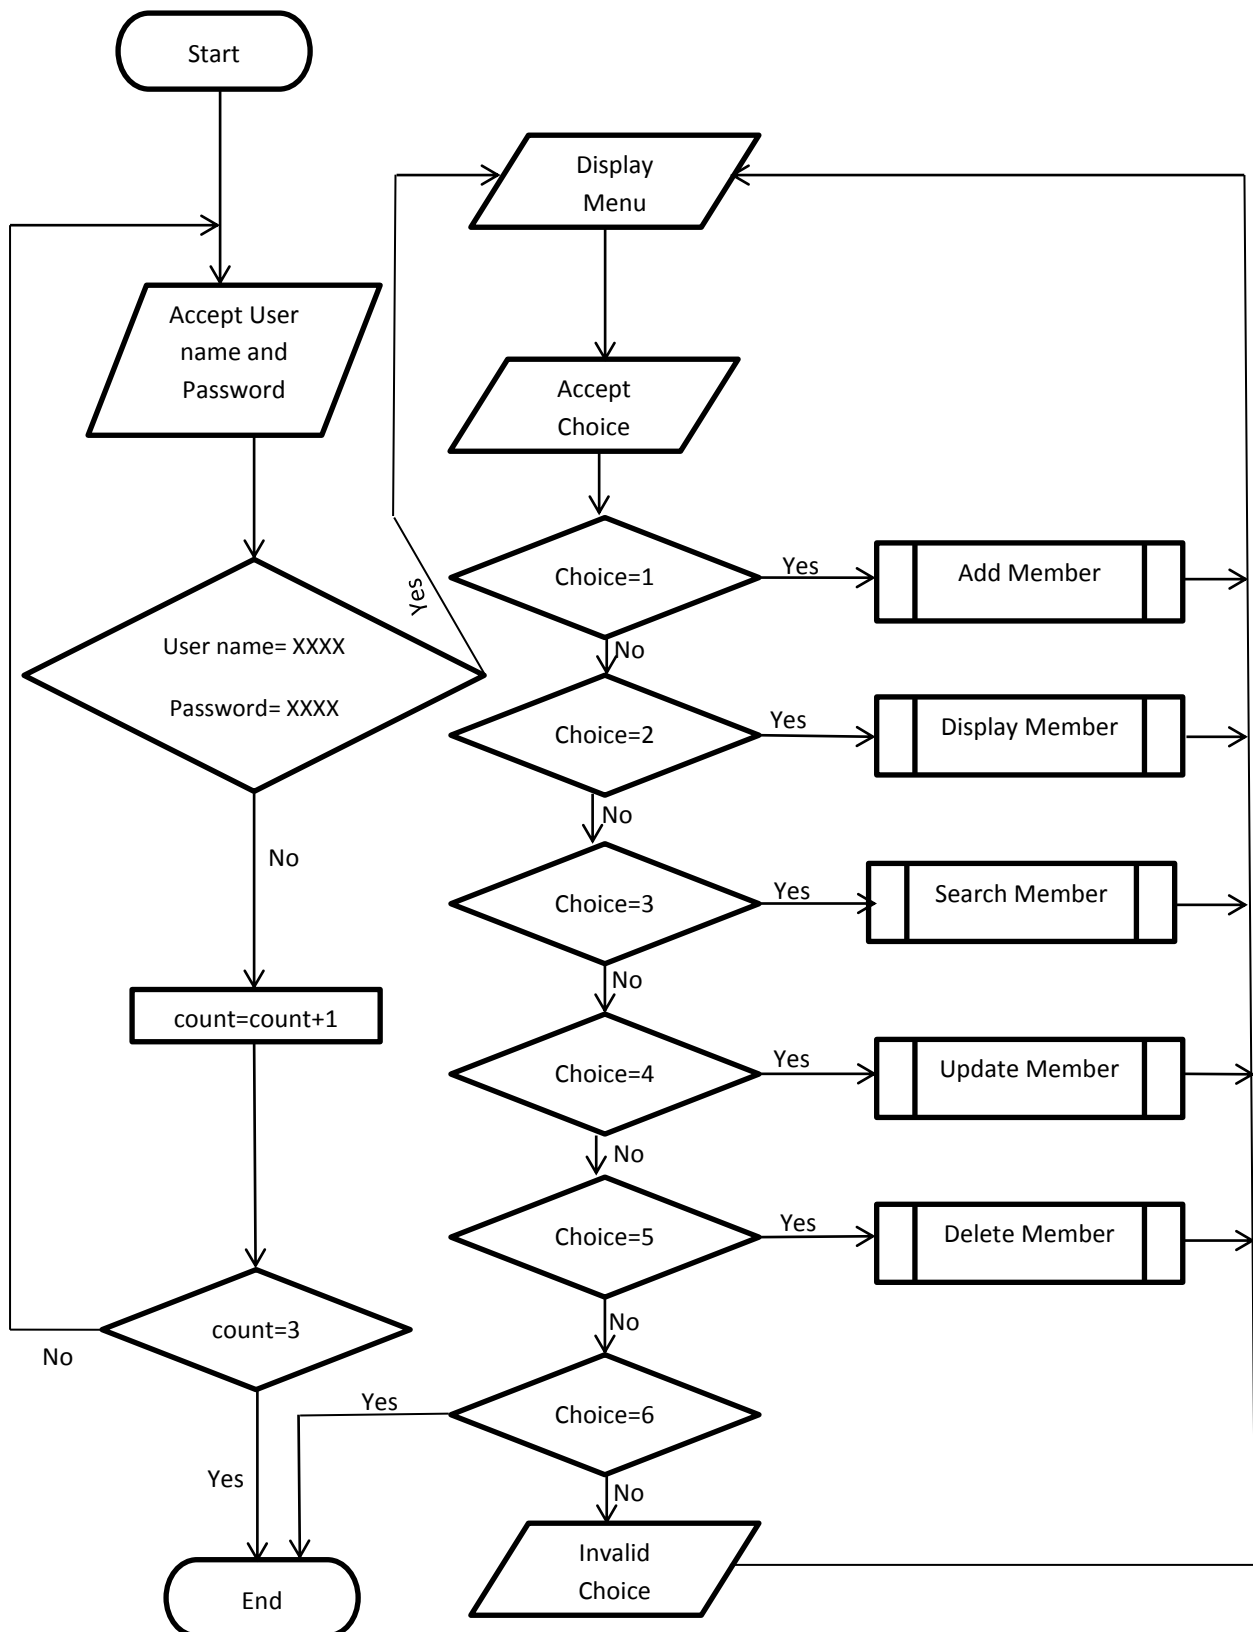 Start
Accept User
name and
Password
User name= XXXX
Password= XXXX
Yes
No
count=count+1
count=3
No
Yes
End
Display
Menu
Accept
Choice
Choice=1
Yes
Add Member
No
Choice=2
Yes
Display Member
No
Choice=3
Yes
Search Member
No
Choice=4
Yes
Update Member
No
Choice=5
Yes
Delete Member
No
Choice=6
Yes
No
Invalid
Choice